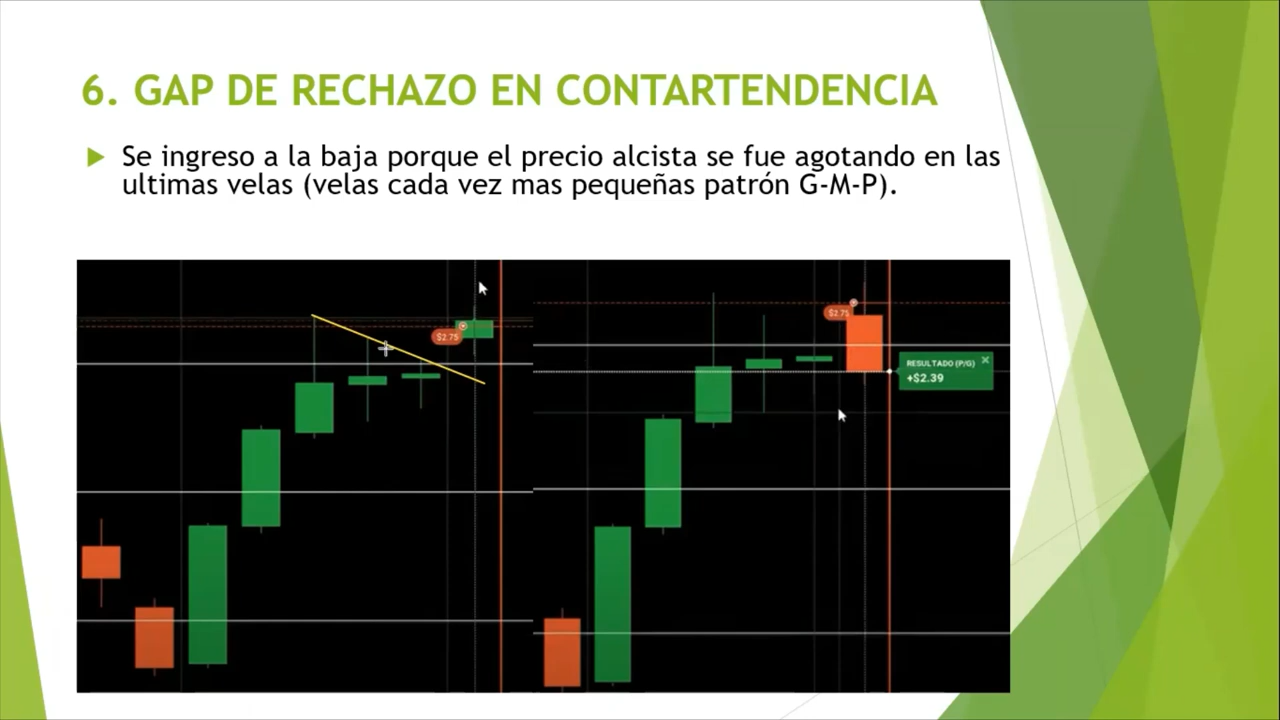 6. GAP DE RECHAZO EN CONTARTENDENCIA
Se ingreso a la baja porque el precio alcista se fue agotando en las
ultimas velas (velas cada vez mas pequeñas patrón G-M-P).
$2.75
$2.75
RESULTADO (P/G)
+$2.39